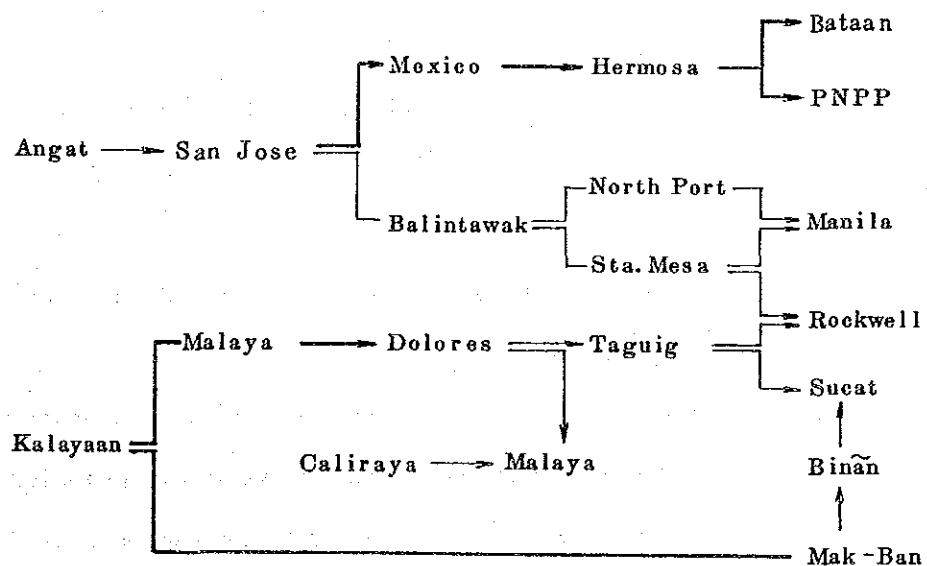 Bataan
Mexico Hermosa
PNPP
Angat San Jose
North Port
Balintawak Manila
Sta. Mesa
Rockwell
Malaya Dolores Taguig
Sucat
Kalayaan
Caliraya Malaya Binãn
Mak-Ban